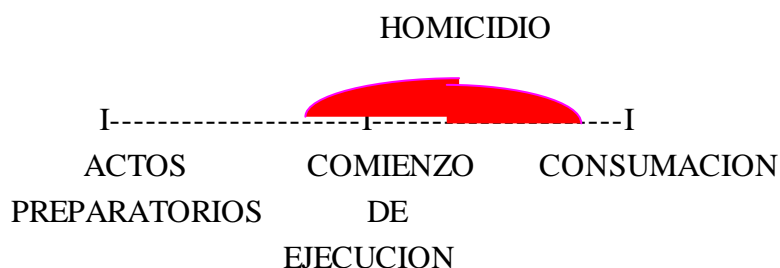 HOMICIDIO
I------------------------I------------------------I
ACTOS COMIENZO CONSUMACION
PREPARATORIOS DE
EJECUCION